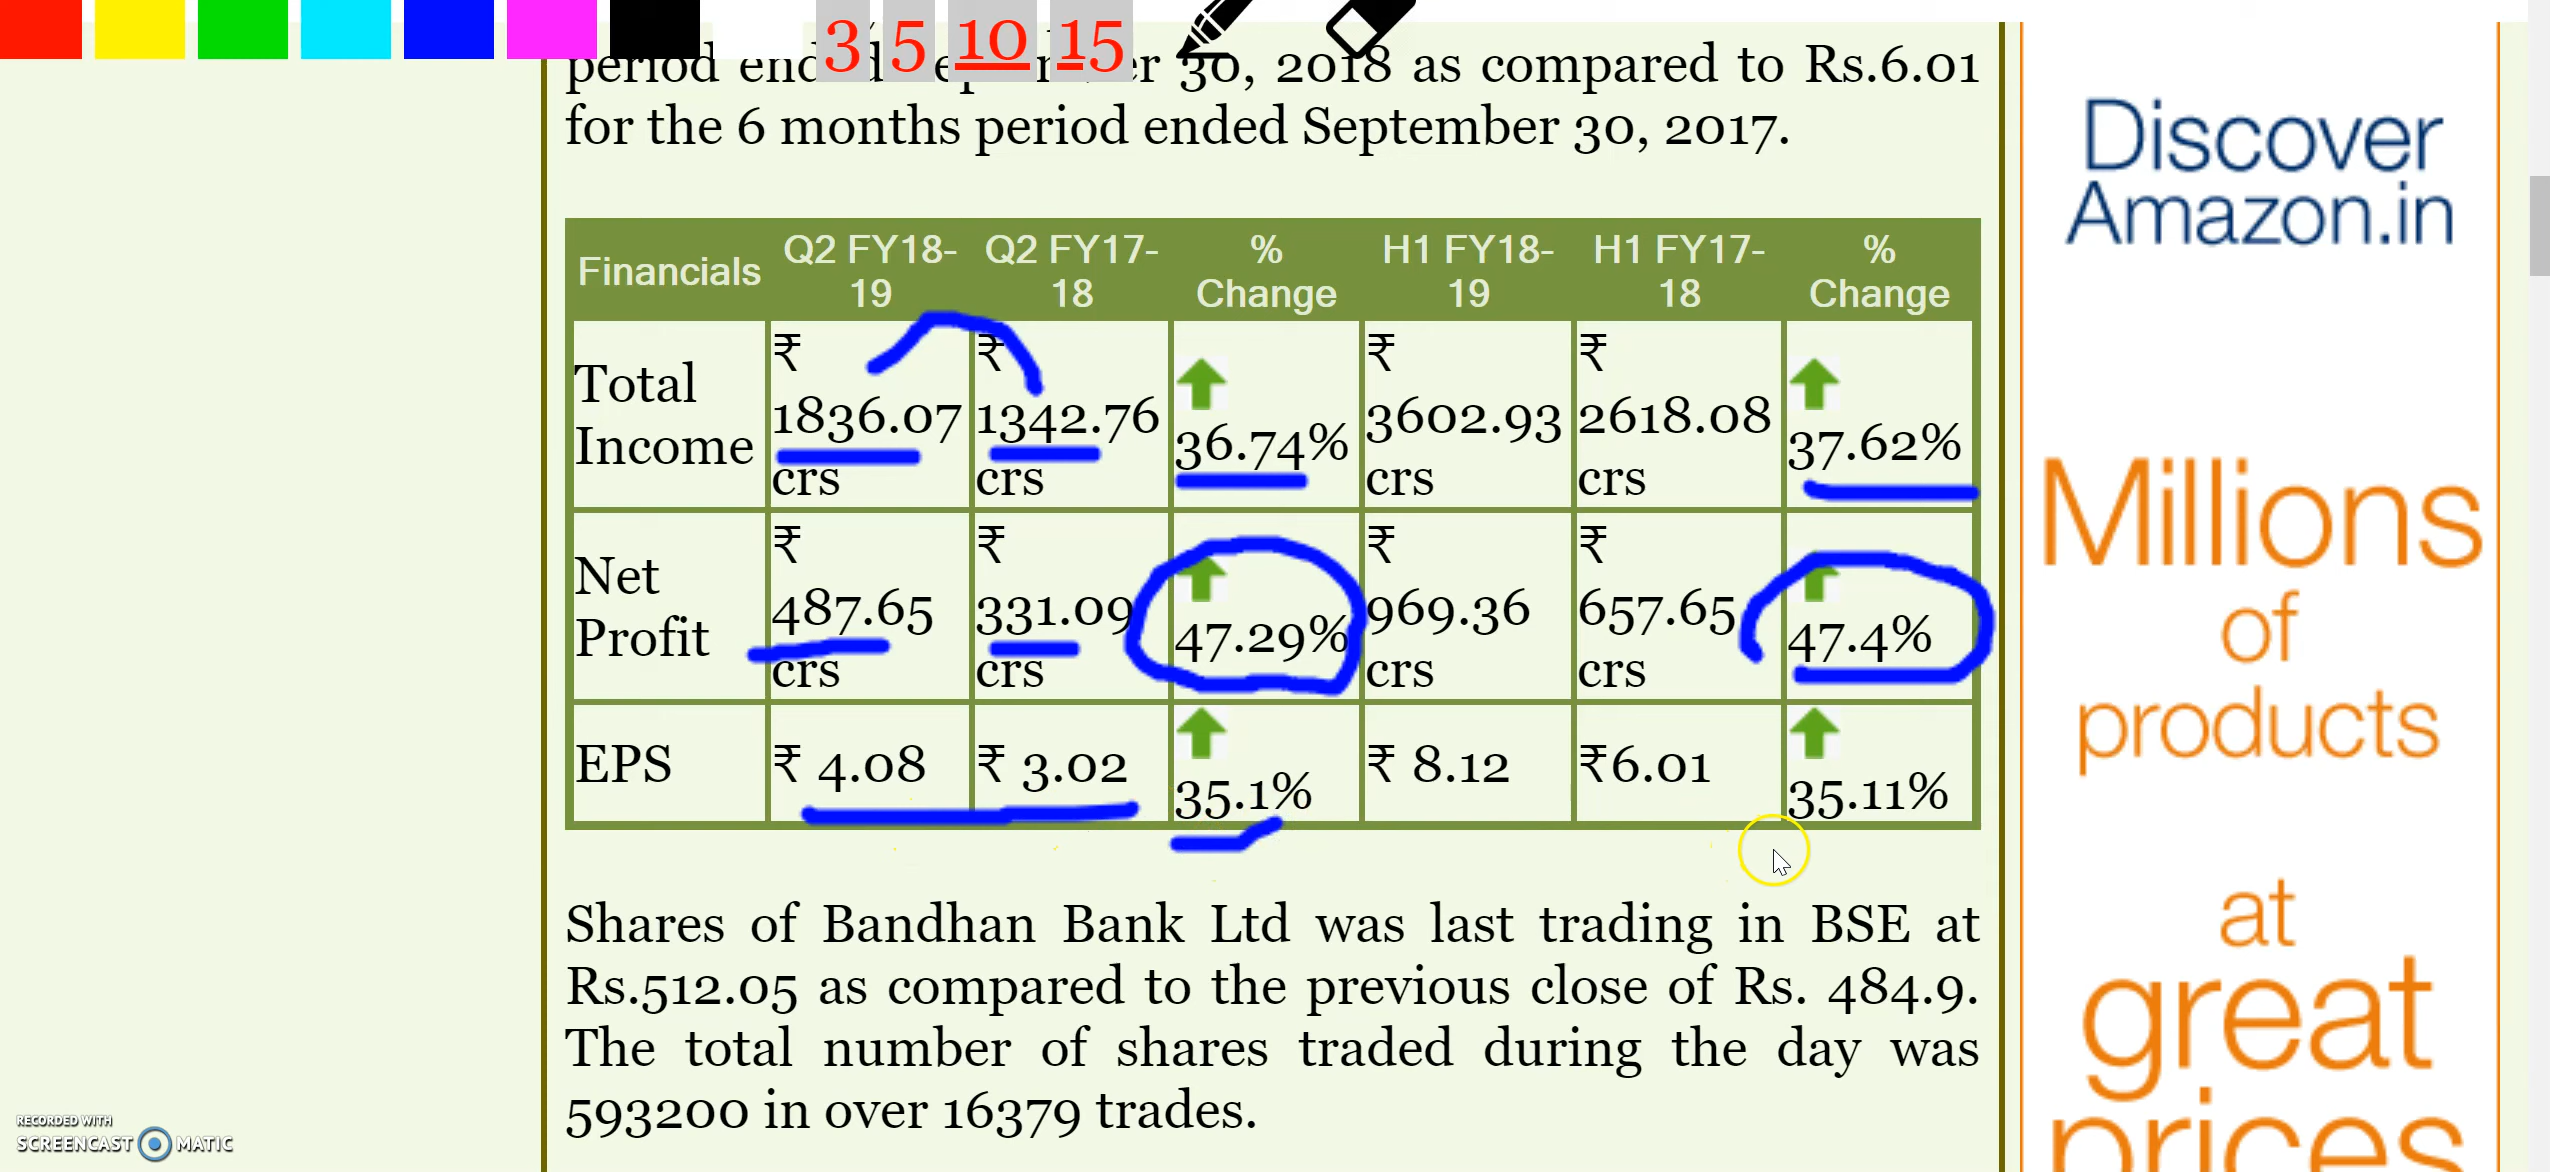 3 5 10 15
period ended September 30, 2018 as compared to Rs.6.01
for the 6 months period ended September 30, 2017.
Financials Q2 FY18-19 Q2 FY17-18 % Change H1 FY18-19 H1 FY17-18 % Change
Total Income ₹ 1836.07 crs ₹ 1342.76 crs 36.74% ₹ 3602.93 crs ₹ 2618.08 crs 37.62%
Net Profit ₹ 487.65 crs ₹ 331.09 crs 47.29% ₹ 969.36 crs ₹ 657.65 crs 47.4%
EPS ₹ 4.08 ₹ 3.02 35.1% ₹ 8.12 ₹6.01 35.11%
Shares of Bandhan Bank Ltd was last trading in BSE at
Rs.512.05 as compared to the previous close of Rs. 484.9.
The total number of shares traded during the day was
593200 in over 16379 trades.
Discover
Amazon.in
Millions
of
products
at
great
prices
RECORDED WITH
SCREENCAST MATIC